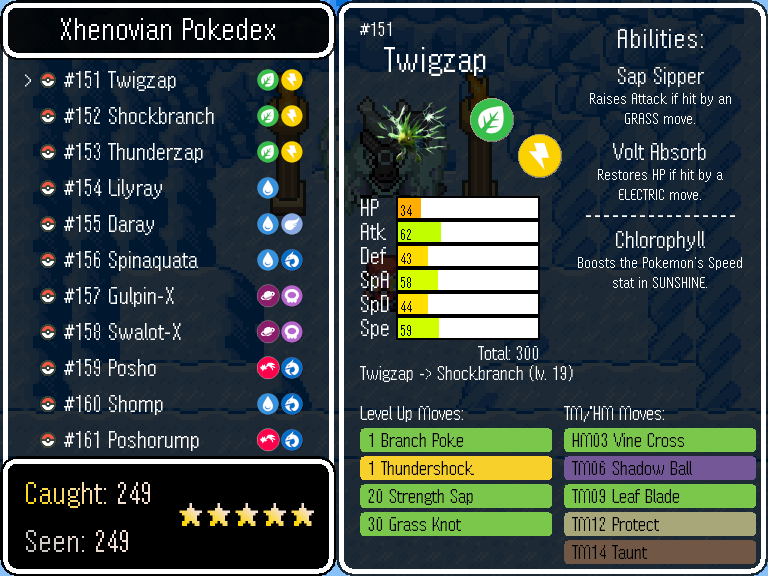 Xhenovian Pokedex
> #151 Twigzap
#152 Shockbranch
#153 Thunderzap
#154 Lilyray
#155 Daray
#156 Spinaquata
#157 Gulpin-X
#158 Swalot-X
#159 Posho
#160 Shomp
#161 Poshorump
Caught: 249
Seen: 249
#151
Twigzap
HP 34
Atk 62
Def 43
SpA 58
SpD 44
Spe 59
Total: 300
Twigzap -> Shockbranch (lv. 19)
Abilities:
Sap Sipper
Raises Attack if hit by an
GRASS move.
Volt Absorb
Restores HP if hit by a
ELECTRIC move.
---------------
Chlorophyll
Boosts the Pokemon's Speed
stat in SUNSHINE.
Level Up Moves:
1 Branch Poke
1 Thundershock
20 Strength Sap
30 Grass Knot
TM/HM Moves:
HM03 Vine Cross
TM06 Shadow Ball
TM09 Leaf Blade
TM12 Protect
TM14 Taunt